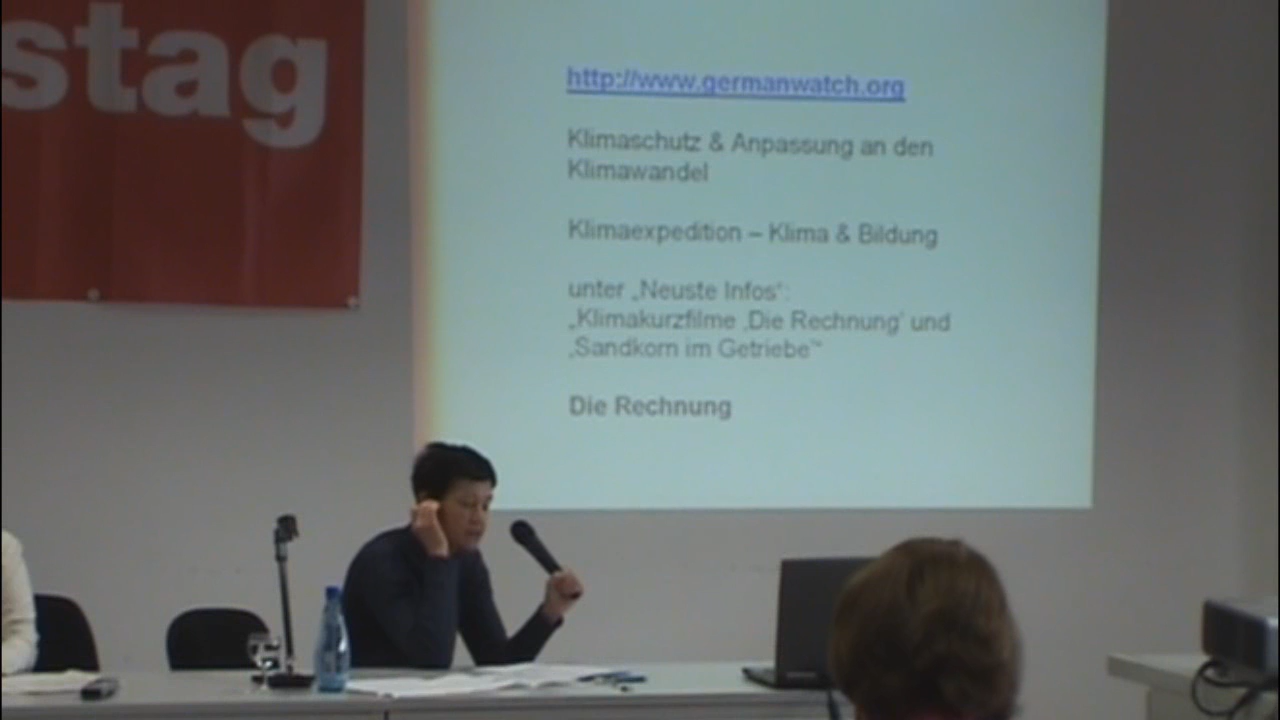 stag
http://www.germanwatch.org
Klimaschutz & Anpassung an den
Klimawandel
Klimaexpedition – Klima & Bildung
unter „Neuste Infos“:
„Klimakurzfilme ‚Die Rechnung‘ und
‚Sandkorn im Getriebe‘“
Die Rechnung